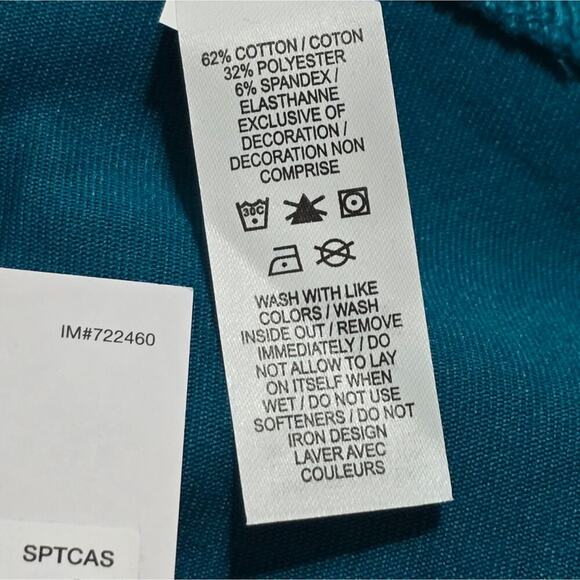 62% COTTON / COTON
32% POLYESTER
6% SPANDEX /
ELASTHANNE
EXCLUSIVE OF
DECORATION /
DECORATION NON
COMPRISE
30C
WASH WITH LIKE
COLORS / WASH
INSIDE OUT / REMOVE
IMMEDIATELY / DO
NOT ALLOW TO LAY
ON ITSELF WHEN
WET / DO NOT USE
SOFTENERS / DO NOT
IRON DESIGN
LAVER AVEC
COULEURS
IM#722460
SPTCAS